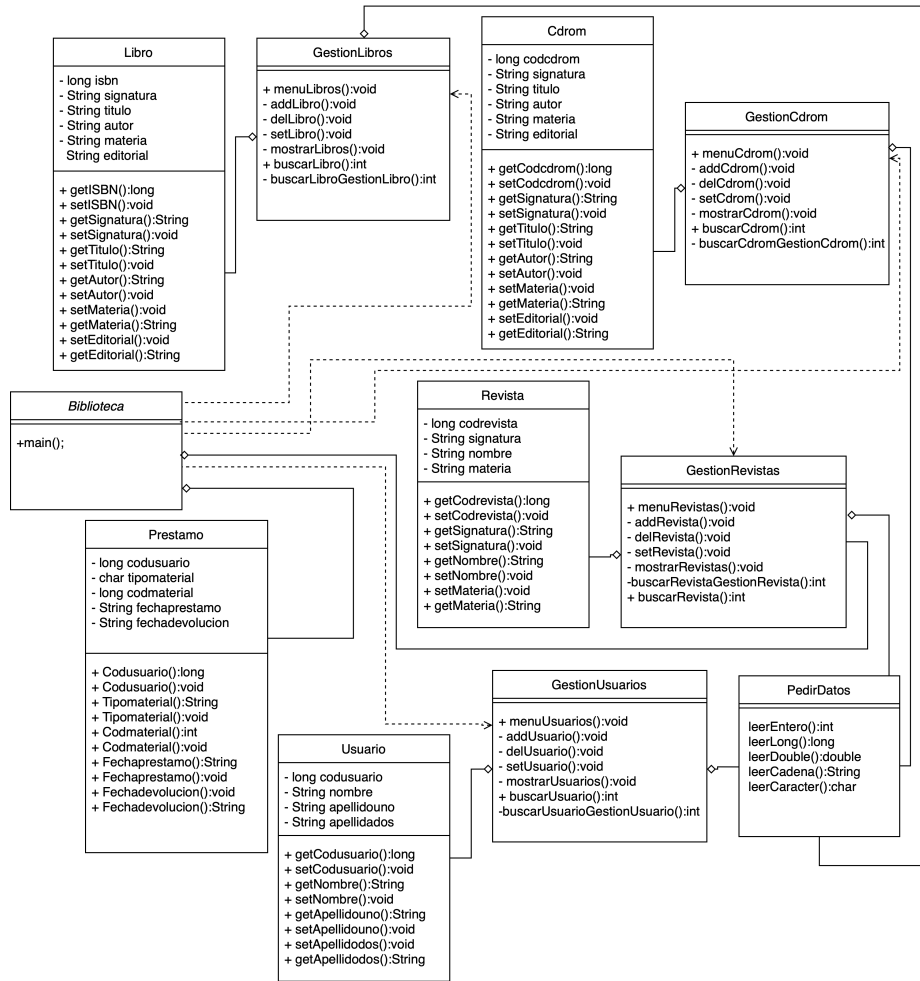 Libro
- long isbn
- String signatura
- String titulo
- String autor
- String materia
String editorial
+ getISBN():long
+ setISBN():void
+ getSignatura():String
+ setSignatura():void
+ getTitulo():String
+ setTitulo():void
+ getAutor():String
+ setAutor():void
+ setMateria():void
+ getMateria():String
+ setEditorial():void
+ getEditorial():String
GestionLibros
+ menuLibros():void
- addLibro():void
- delLibro():void
- setLibro():void
- mostrarLibros():void
+ buscarLibro():int
- buscarLibroGestionLibro():int
Cdrom
- long codcdrom
- String signatura
- String titulo
- String autor
- String materia
- String editorial
+ getCodcdrom():long
+ setCodcdrom():void
+ getSignatura():String
+ setSignatura():void
+ getTitulo():String
+ setTitulo():void
+ getAutor():String
+ setAutor():void
+ setMateria():void
+ getMateria():String
+ setEditorial():void
+ getEditorial():String
GestionCdrom
+ menuCdrom():void
- addCdrom():void
- delCdrom():void
- setCdrom():void
- mostrarCdrom():void
+ buscarCdrom():int
- buscarCdromGestionCdrom():int
Biblioteca
+main();
Revista
- long codrevista
- String signatura
- String nombre
- String materia
+ getCodrevista():long
+ setCodrevista():void
+ getSignatura():String
+ setSignatura():void
+ getNombre():String
+ setNombre():void
+ setMateria():void
+ getMateria():String
GestionRevistas
+ menuRevistas():void
- addRevista():void
- delRevista():void
- setRevista():void
- mostrarRevistas():void
-buscarRevistaGestionRevista():int
+ buscarRevista():int
Prestamo
- long codusuario
- char tipomaterial
- long codmaterial
- String fechaprestamo
- String fechadevolucion
+ Codusuario():long
+ Codusuario():void
+ Tipomaterial():String
+ Tipomaterial():void
+ Codmaterial():int
+ Codmaterial():void
+ Fechaprestamo():String
+ Fechaprestamo():void
+ Fechadevolucion():void
+ Fechadevolucion():String
Usuario
- long codusuario
- String nombre
- String apellidouno
- String apellidados
+ getCodusuario():long
+ setCodusuario():void
+ getNombre():String
+ setNombre():void
+ getApellidouno():String
+ setApellidouno():void
+ setApellidodos():void
+ getApellidodos():String
GestionUsuarios
+ menuUsuarios():void
- addUsuario():void
- delUsuario():void
- setUsuario():void
- mostrarUsuarios():void
+ buscarUsuario():int
-buscarUsuarioGestionUsuario():int
PedirDatos
leerEntero():int
leerLong():long
leerDouble():double
leerCadena():String
leerCaracter():char